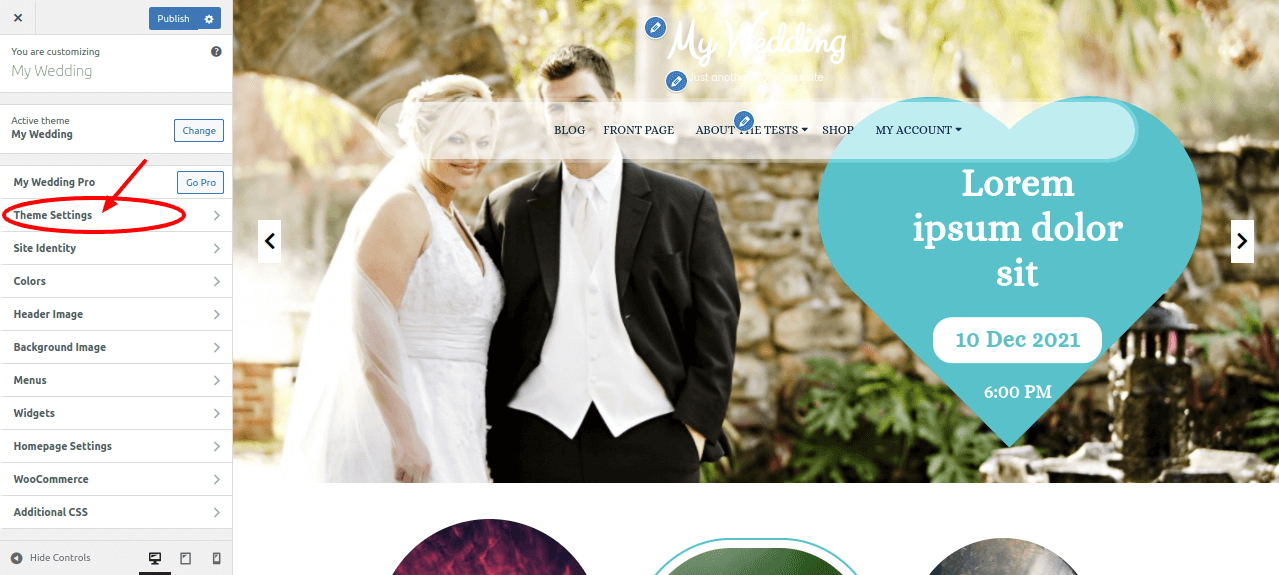 Publish
You are customizing
My Wedding
Active theme
My Wedding
Change
My Wedding Pro
Go Pro
Theme Settings
Site Identity
Colors
Header Image
Background Image
Menus
Widgets
Homepage Settings
WooCommerce
Additional CSS
Hide Controls
My Wedding
Just another site
BLOG FRONT PAGE ABOUT THE TESTS SHOP MY ACCOUNT
Lorem
ipsum dolor
sit
10 Dec 2021
6:00 PM